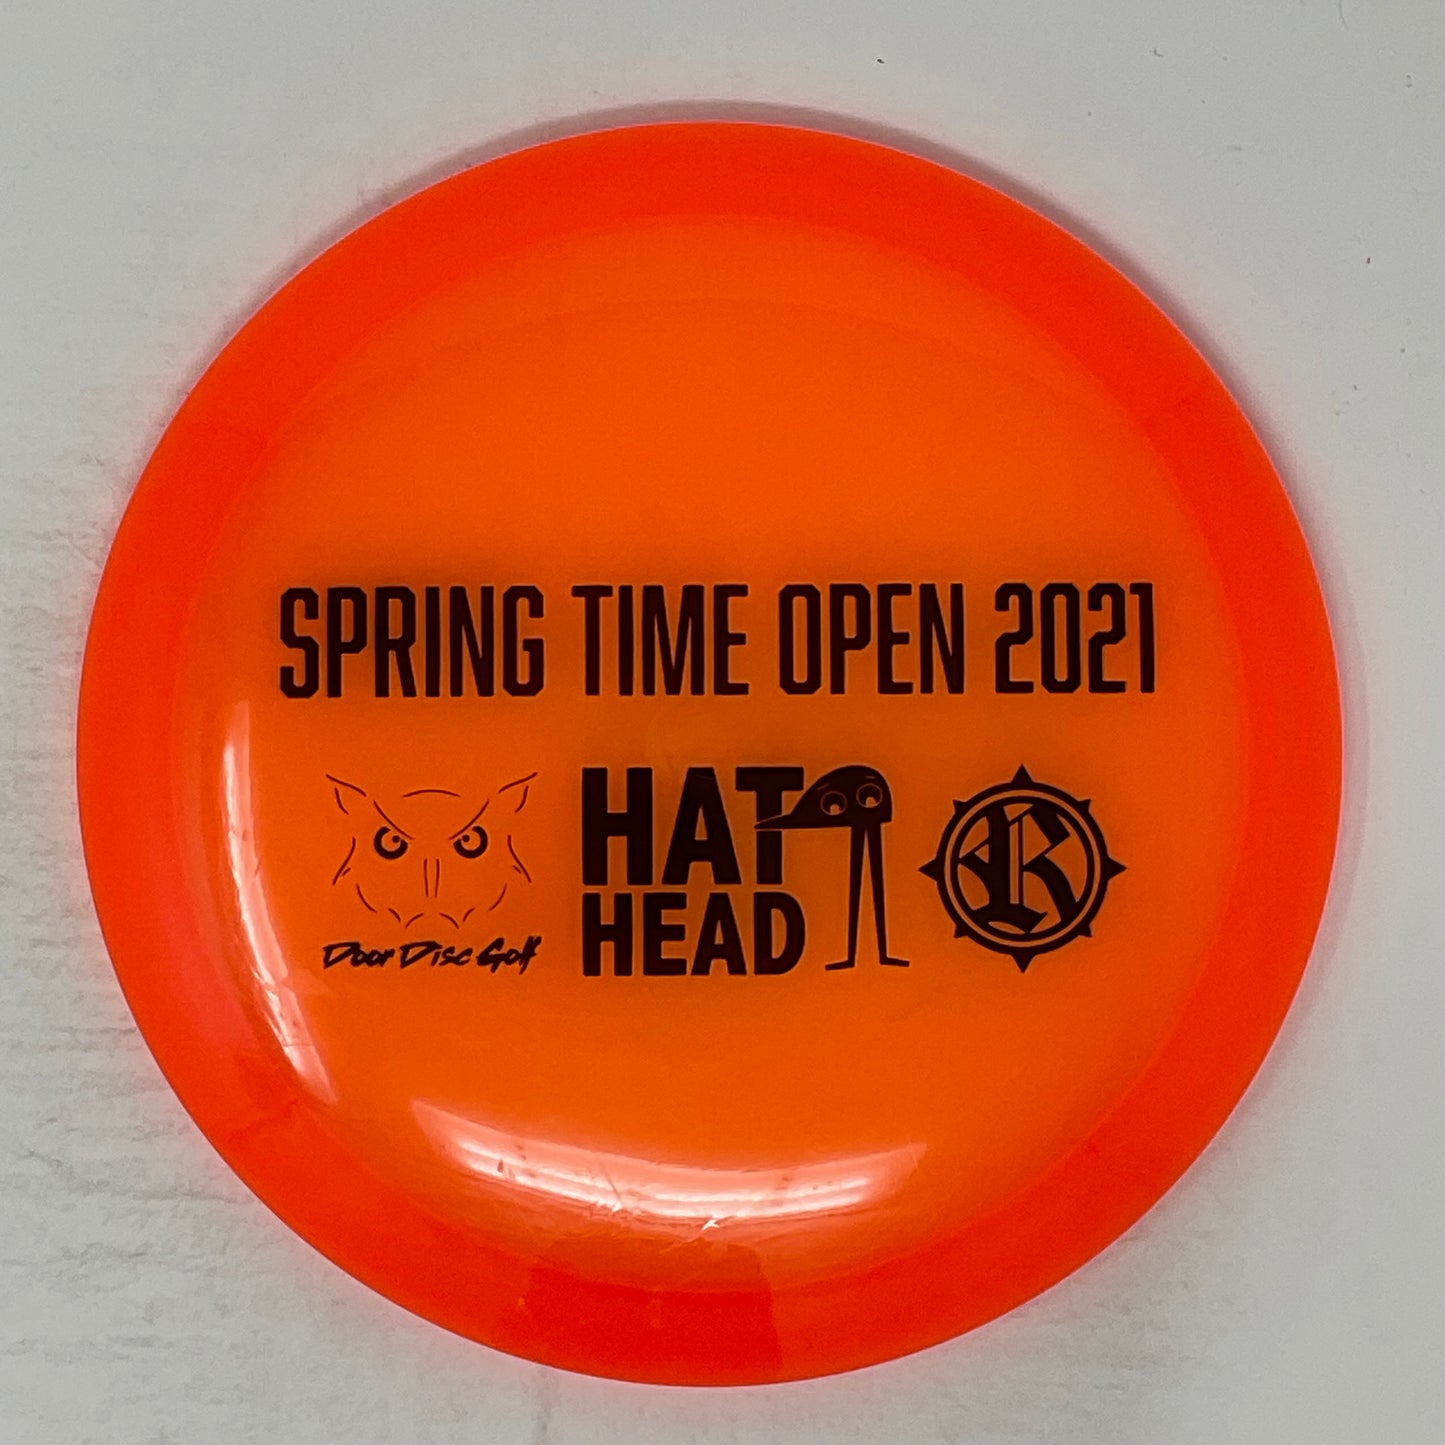 SPRING TIME OPEN 2021
HAT
HEAD
Door Disc Golf
R